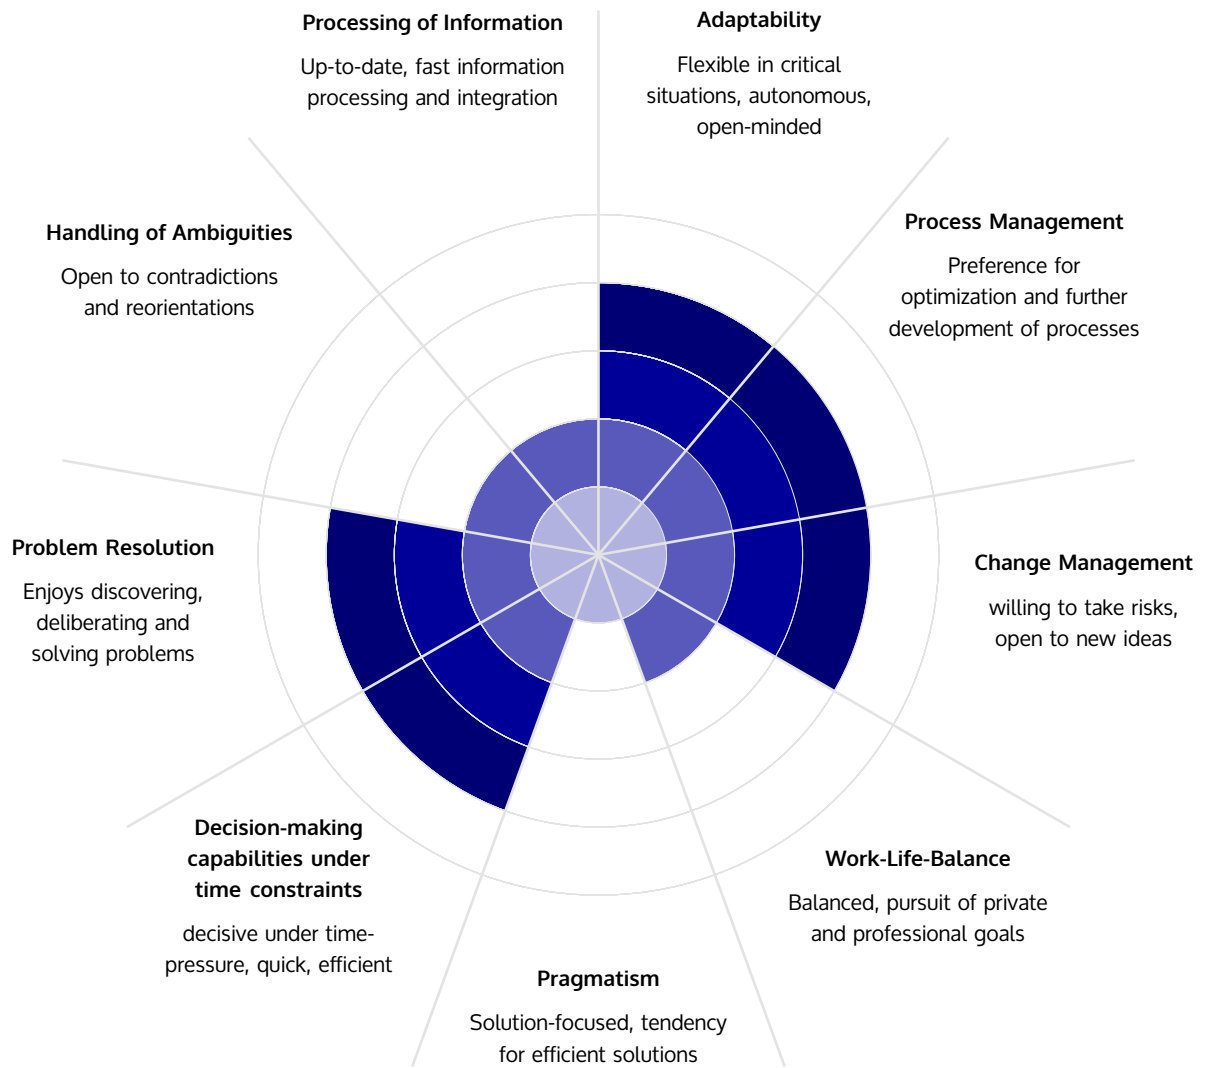 Processing of Information
Up-to-date, fast information
processing and integration
Adaptability
Flexible in critical
situations, autonomous,
open-minded
Process Management
Preference for
optimization and further
development of processes
Change Management
willing to take risks,
open to new ideas
Work-Life-Balance
Balanced, pursuit of private
and professional goals
Pragmatism
Solution-focused, tendency
for efficient solutions
Decision-making
capabilities under
time constraints
decisive under time-
pressure, quick, efficient
Problem Resolution
Enjoys discovering,
deliberating and
solving problems
Handling of Ambiguities
Open to contradictions
and reorientations